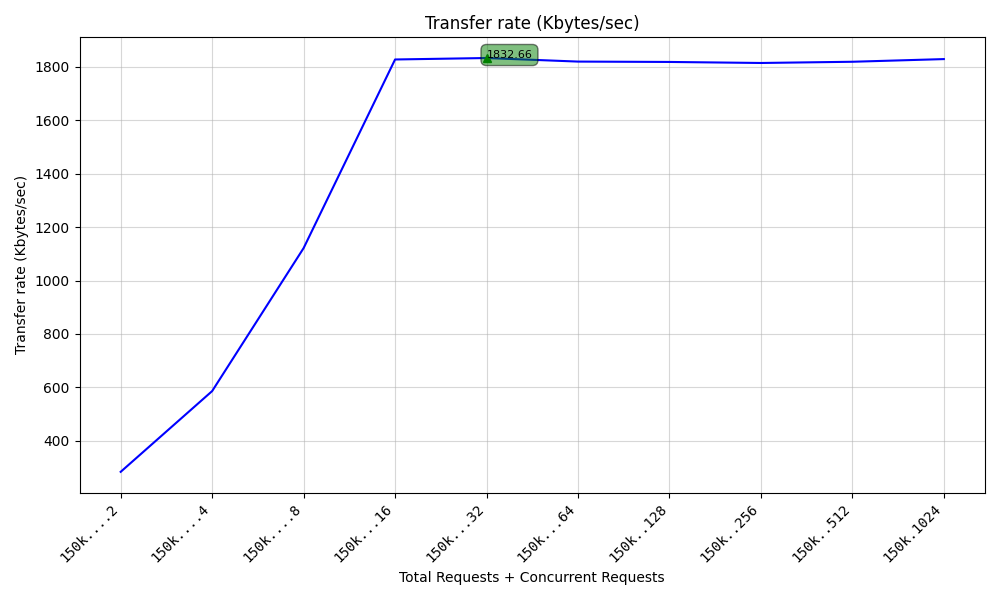 Transfer rate (Kbytes/sec)
1832.66
Transfer rate (Kbytes/sec)
1800
1600
1400
1200
1000
800
600
400
150k....2
150k....4
150k....8
150k...16
150k...32
150k...64
150k..128
150k..256
150k..512
150k.1024
Total Requests + Concurrent Requests